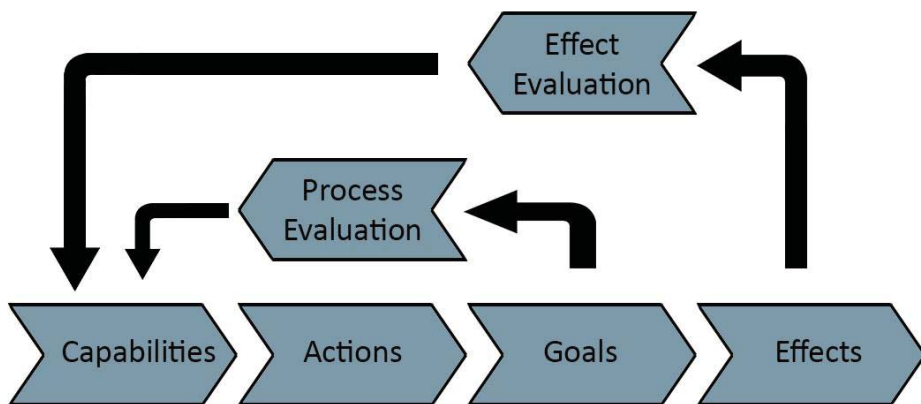 Effect
Evaluation
Process
Evaluation
Capabilities
Actions
Goals
Effects